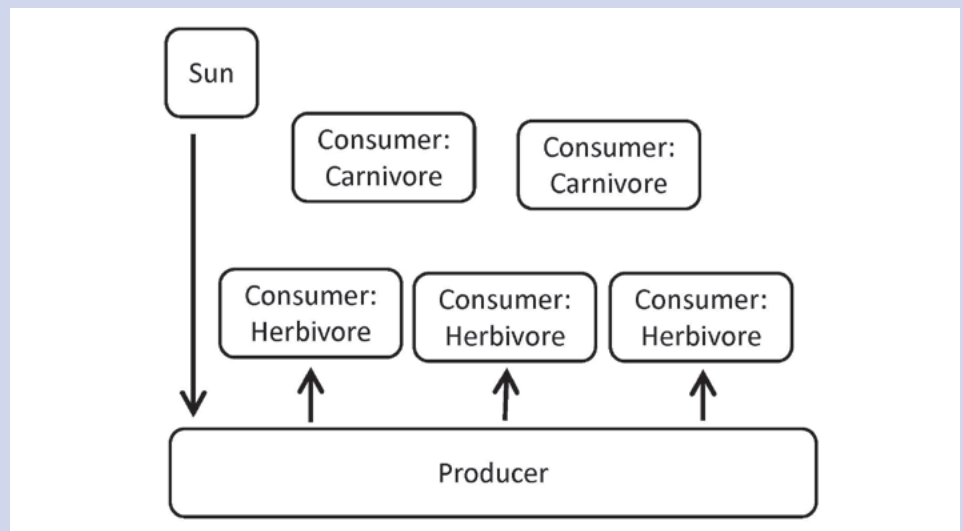 Sun
Consumer:
Carnivore
Consumer:
Carnivore
Consumer:
Herbivore
Consumer:
Herbivore
Consumer:
Herbivore
Producer